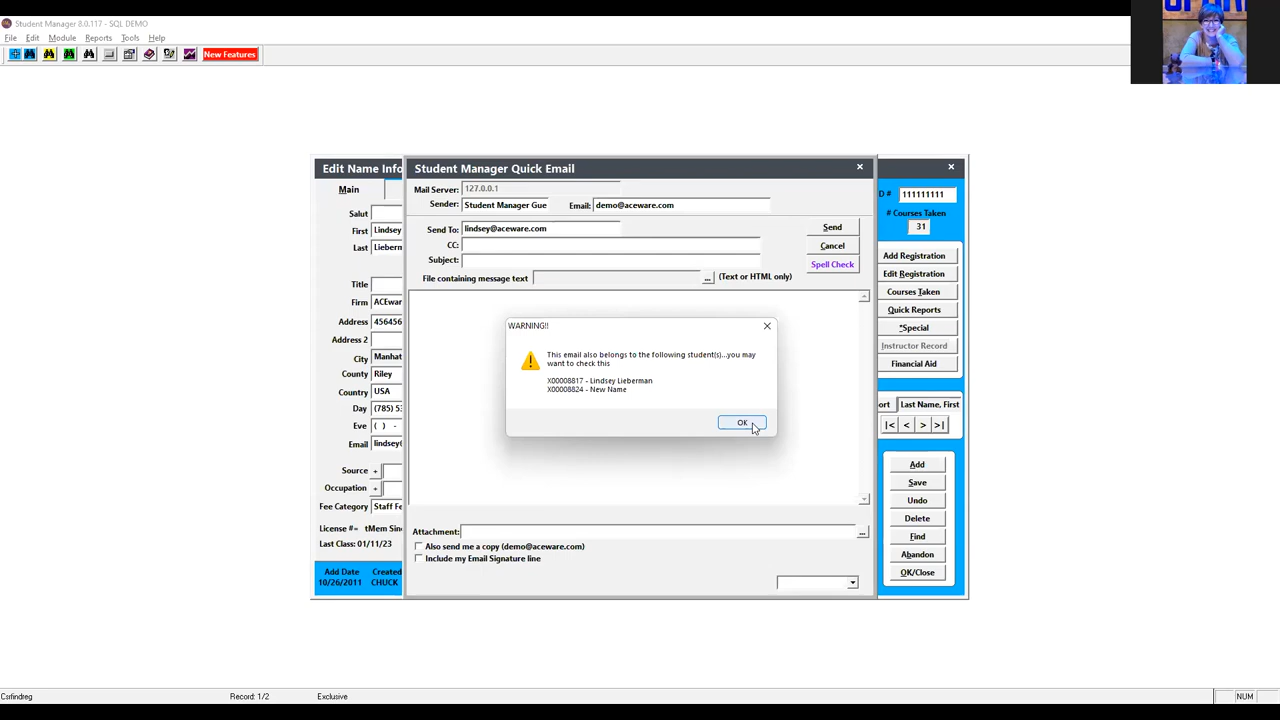 Student Manager 8.0.117 - SQL DEMO
File Edit Module Reports Tools Help
New Features
Edit Name Info
Student Manager Quick Email
Main
Mail Server: 127.0.0.1
D # 111111111
Sender: Student Manager Gue Email: demo@aceware.com
Salut
# Courses Taken
First Lindsey
Send To: lindsey@aceware.com
Send
31
Last Lieberm
CC:
Cancel
Subject:
Spell Check
Add Registration
File containing message text ... (Text or HTML only)
Edit Registration
Title
Courses Taken
Firm ACEwar
Quick Reports
Address 456456
*Special
Address 2
Instructor Record
City Manhat
Financial Aid
County Riley
Country USA
Day (785) 53
Eve ( ) -
Email lindsey(
WARNING!!
This email also belongs to the following student(s)...you may
want to check this
X00008817 - Lindsey Lieberman
X00008824 - New Name
OK
ort Last Name, First
|< < > >|
Source +
Occupation +
Fee Category Staff Fe
License #= tMem Sin
Last Class: 01/11/23
Add
Save
Undo
Delete
Find
Abandon
OK/Close
Attachment: ...
Also send me a copy (demo@aceware.com)
Include my Email Signature line
Add Date Created
10/26/2011 CHUCK
Csrfindreg Record: 1/2 Exclusive NUM